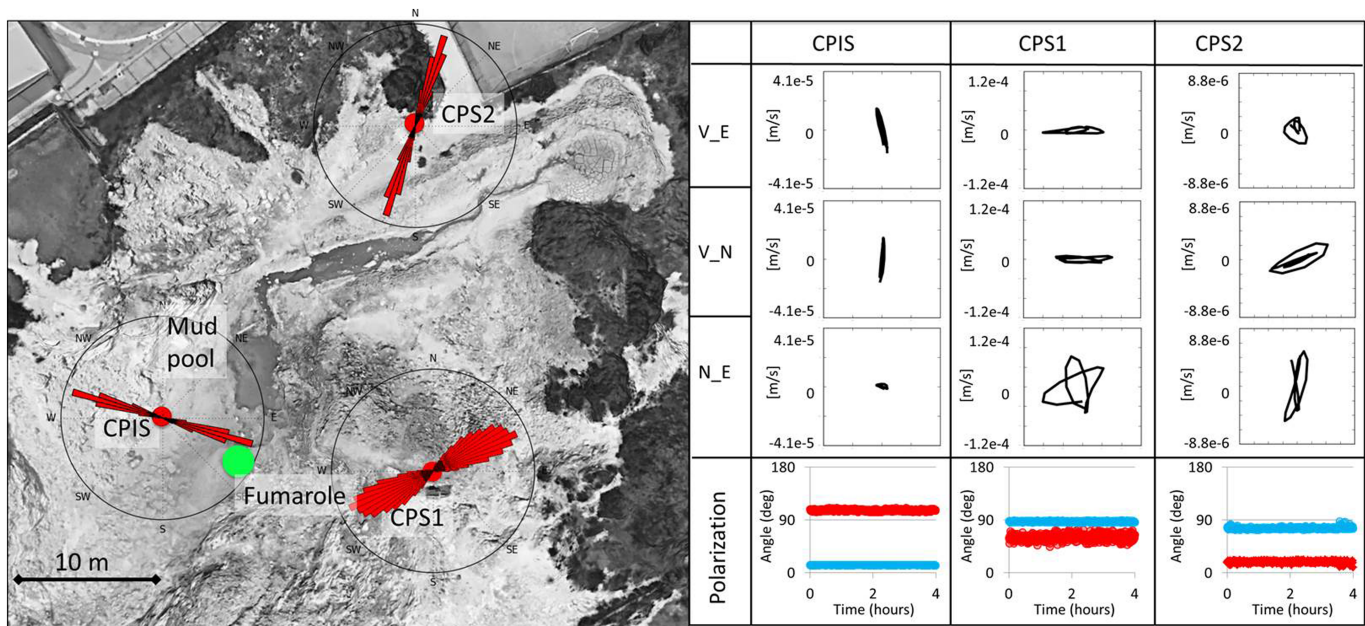 N
NW
NE
W
CPS2
E
SW
SE
S
Mud
pool
NW
NE
W
E
CPIS
SW
S
N
NW
NE
W
Fumarole
CPS1
SW
SE
S
10 m
CPIS
CPS1
CPS2
V_E
4.1e-5
[m/s]
0
-4.1e-5
1.2e-4
[m/s]
0
-1.2e-4
8.8e-6
[m/s]
0
-8.8e-6
V_N
4.1e-5
[m/s]
0
-4.1e-5
1.2e-4
[m/s]
0
-1.2e-4
8.8e-6
[m/s]
0
-8.8e-6
N_E
4.1e-5
[m/s]
0
-4.1e-5
1.2e-4
[m/s]
0
-1.2e-4
8.8e-6
[m/s]
0
-8.8e-6
Polarization
Angle (deg)
180
90
0
0
2
4
Time (hours)
Angle (deg)
180
90
0
0
2
4
Time (hours)
Angle (deg)
180
90
0
0
2
4
Time (hours)